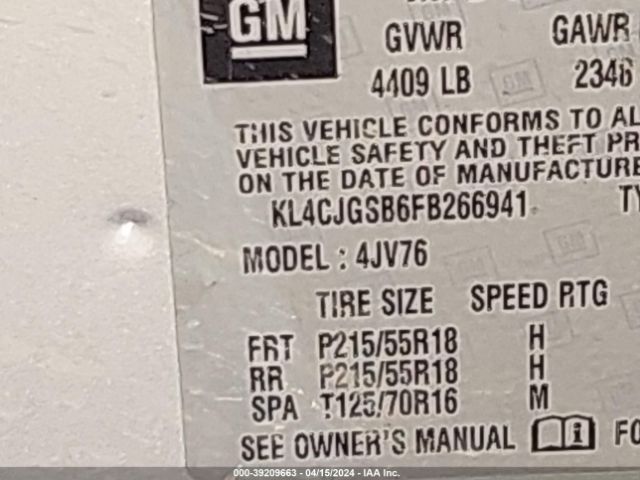 GM
GVWR GAWR
4409 LB 2346
THIS VEHICLE CONFORMS TO AL
VEHICLE SAFETY AND THEFT PR
ON THE DATE OF MANUFACTURE
KL4CJGSB6FB266941 TY
MODEL : 4JV76
TIRE SIZE SPEED RTG
FRT P215/55R18 H
RR P215/55R18 H
SPA T125/70R16 M
SEE OWNER'S MANUAL FO
000-39209663 - 04/15/2024 - IAA Inc.